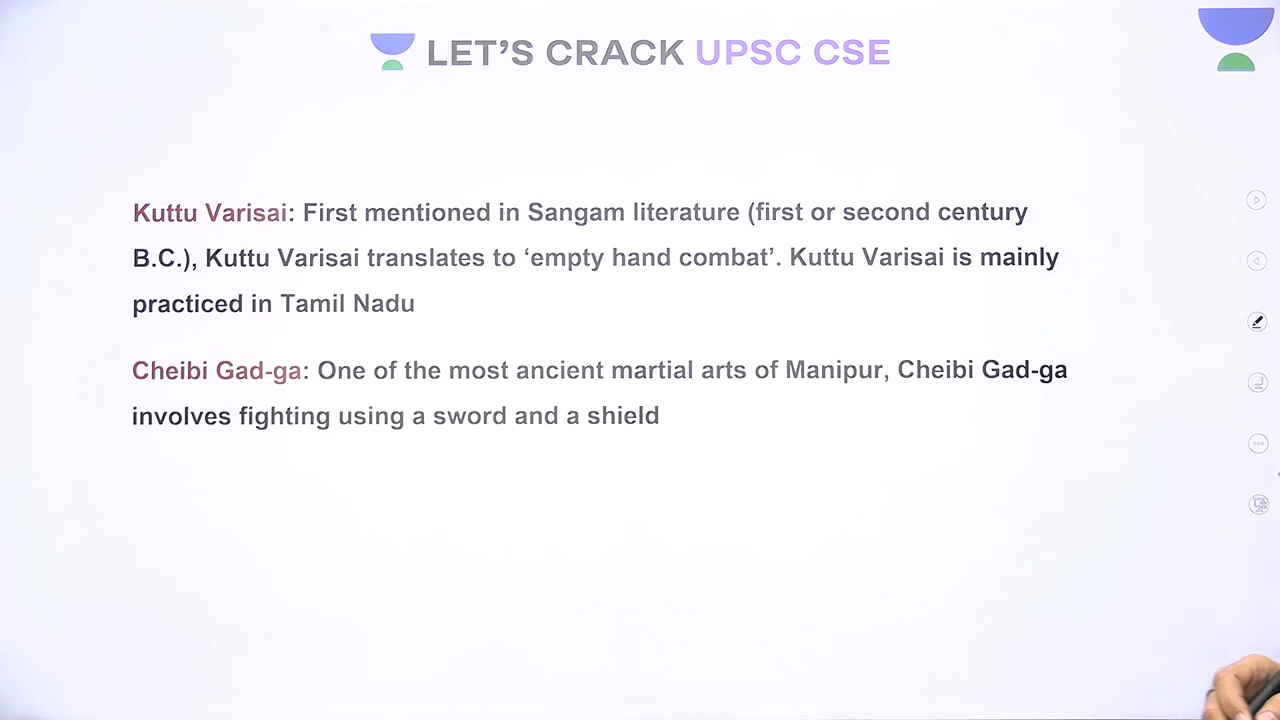 LET’S CRACK UPSC CSE
Kuttu Varisai: First mentioned in Sangam literature (first or second century
B.C.), Kuttu Varisai translates to ‘empty hand combat’. Kuttu Varisai is mainly
practiced in Tamil Nadu
Cheibi Gad-ga: One of the most ancient martial arts of Manipur, Cheibi Gad-ga
involves fighting using a sword and a shield